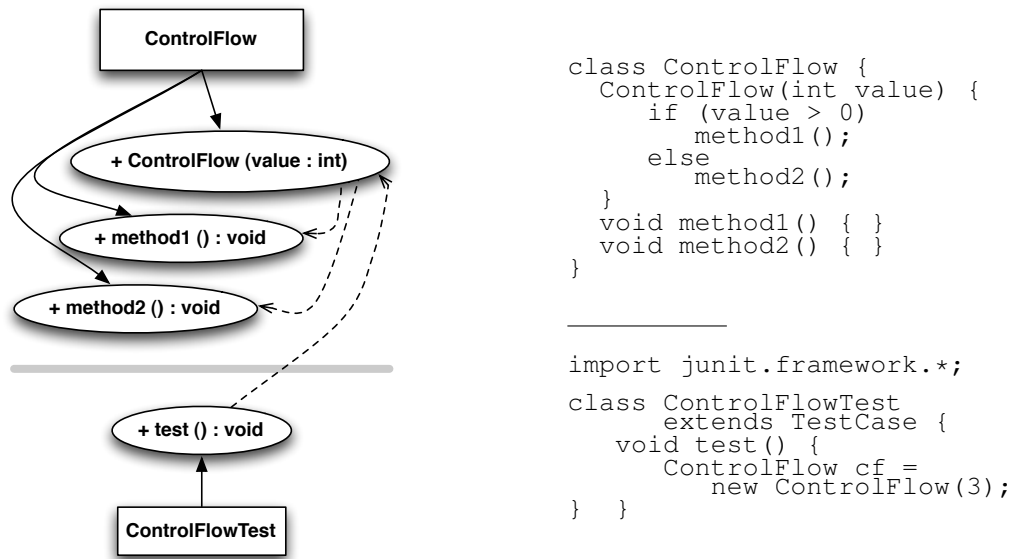 ControlFlow
+ ControlFlow (value : int)
+ method1 () : void
+ method2 () : void
+ test () : void
ControlFlowTest
class ControlFlow {
ControlFlow(int value) {
if (value > 0)
method1();
else
method2();
}
void method1() { }
void method2() { }
}
import junit.framework.*;
class ControlFlowTest
extends TestCase {
void test() {
ControlFlow cf =
new ControlFlow(3);
} }